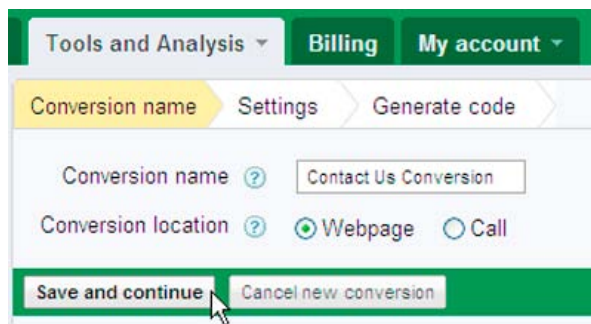 Tools and Analysis Billing My account
Conversion name Settings Generate code
Conversion name ? Contact Us Conversion
Conversion location ? Webpage Call
Save and continue Cancel new conversion